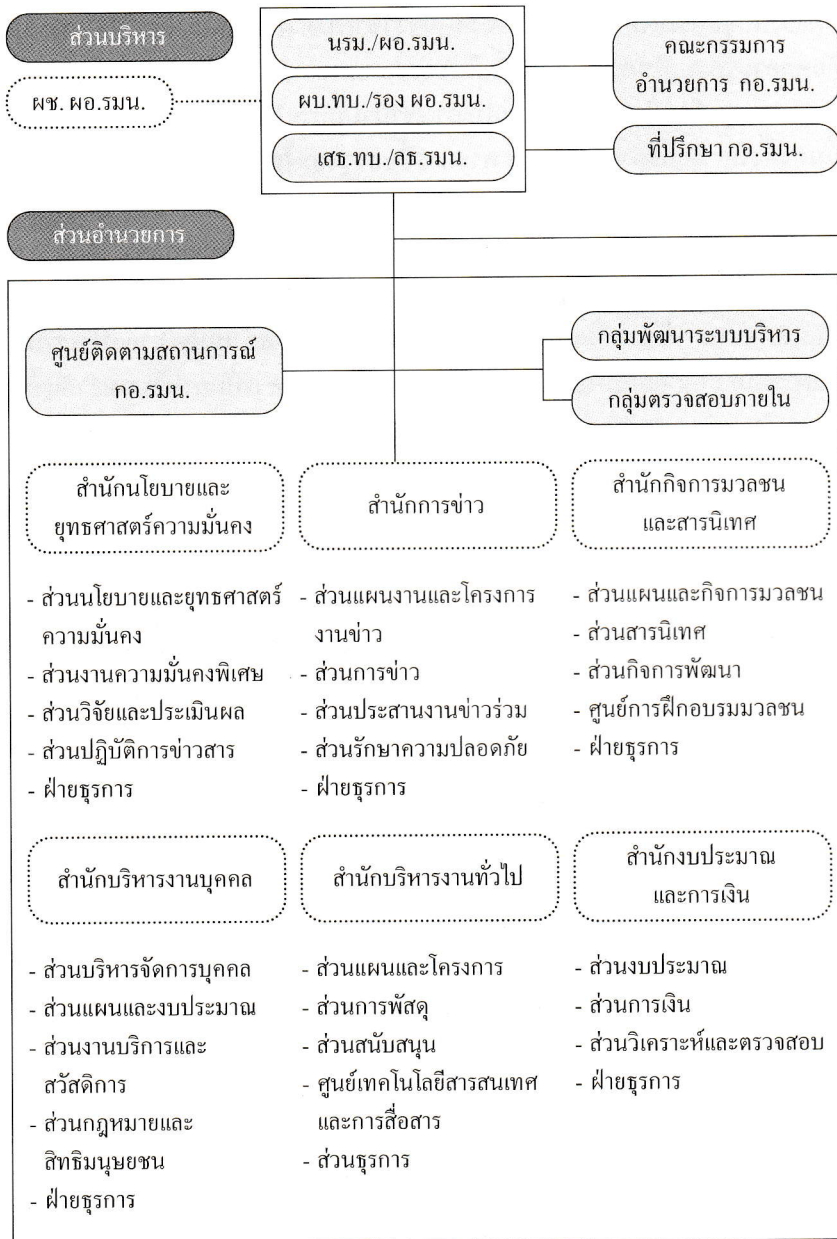 ส่วนบริหาร
นรม./ผอ.รมน.
คณะกรรมการ
อำนวยการ กอ.รมน.
ผช. ผอ.รมน.
ผบ.ทบ./รอง ผอ.รมน.
เสธ.ทบ./ลธ.รมน.
ที่ปรึกษา กอ.รมน.
ส่วนอำนวยการ
ศูนย์ติดตามสถานการณ์
กอ.รมน.
กลุ่มพัฒนาระบบบริหาร
กลุ่มตรวจสอบภายใน
สำนักนโยบายและ
ยุทธศาสตร์ความมั่นคง
- ส่วนนโยบายและยุทธศาสตร์
ความมั่นคง
- ส่วนงานความมั่นคงพิเศษ
- ส่วนวิจัยและประเมินผล
- ส่วนปฏิบัติการข่าวสาร
- ฝ่ายธุรการ
สำนักการข่าว
- ส่วนแผนงานและโครงการ
งานข่าว
- ส่วนการข่าว
- ส่วนประสานงานข่าวร่วม
- ส่วนรักษาความปลอดภัย
- ฝ่ายธุรการ
สำนักกิจการมวลชน
และสารนิเทศ
- ส่วนแผนและกิจการมวลชน
- ส่วนสารนิเทศ
- ส่วนกิจการพัฒนา
- ศูนย์การฝึกอบรมมวลชน
- ฝ่ายธุรการ
สำนักบริหารงานบุคคล
- ส่วนบริหารจัดการบุคคล
- ส่วนแผนและงบประมาณ
- ส่วนงานบริการและ
สวัสดิการ
- ส่วนกฎหมายและ
สิทธิมนุษยชน
- ฝ่ายธุรการ
สำนักบริหารงานทั่วไป
- ส่วนแผนและโครงการ
- ส่วนการพัสดุ
- ส่วนสนับสนุน
- ศูนย์เทคโนโลยีสารสนเทศ
และการสื่อสาร
- ส่วนธุรการ
สำนักงบประมาณ
และการเงิน
- ส่วนงบประมาณ
- ส่วนการเงิน
- ส่วนวิเคราะห์และตรวจสอบ
- ฝ่ายธุรการ